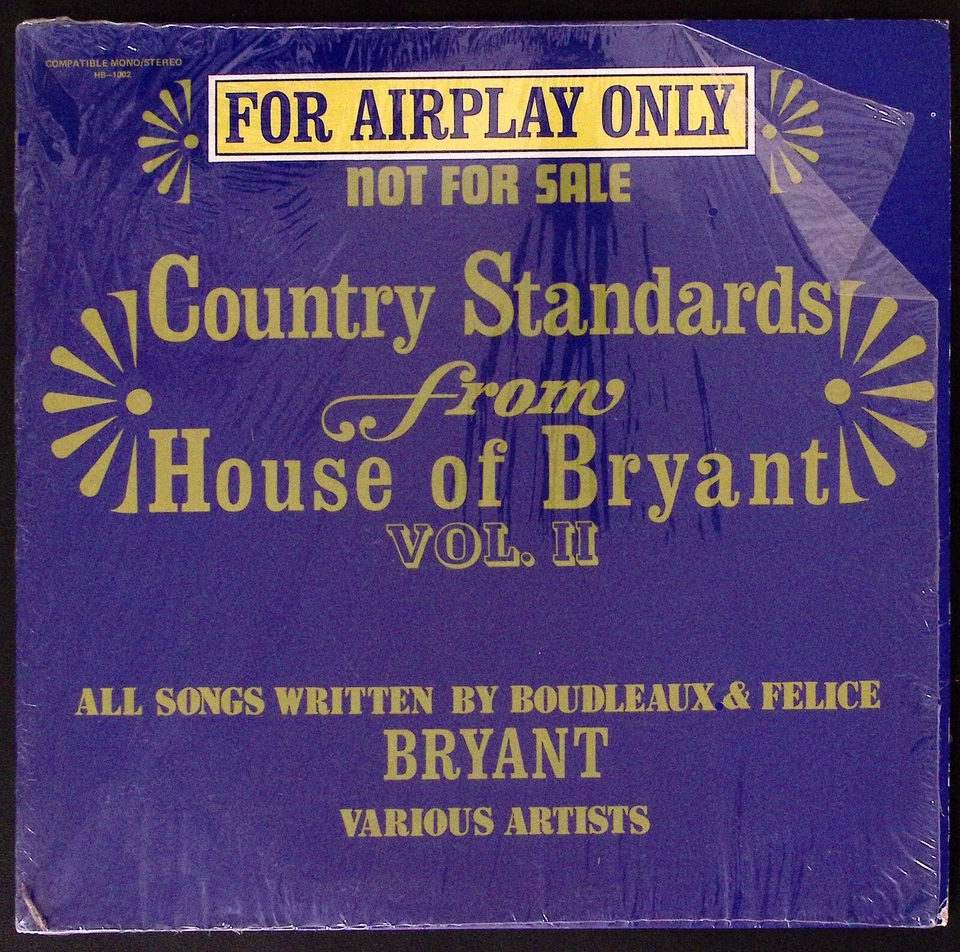 COMPATIBLE MONO/STEREO
HB-1002
FOR AIRPLAY ONLY
NOT FOR SALE
Country Standards
from
House of Bryant
VOL. II
ALL SONGS WRITTEN BY BOUDLEAUX & FELICE
BRYANT
VARIOUS ARTISTS